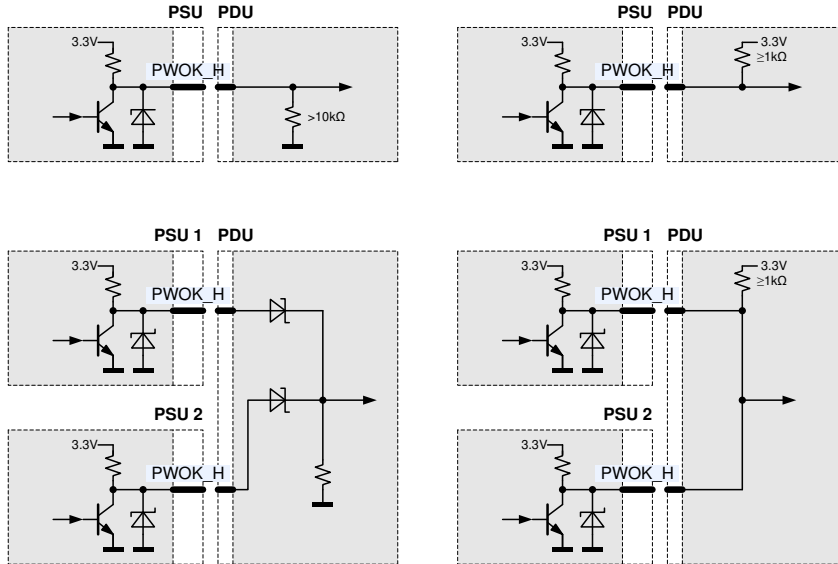 PSU PDU
3.3V
PWOK_H
>10kΩ
PSU PDU
3.3V
PWOK_H
3.3V
≥1kΩ
PSU 1 PDU
3.3V
PWOK_H
PSU 2
3.3V
PWOK_H
PSU 1 PDU
3.3V
PWOK_H
3.3V
≥1kΩ
PSU 2
3.3V
PWOK_H